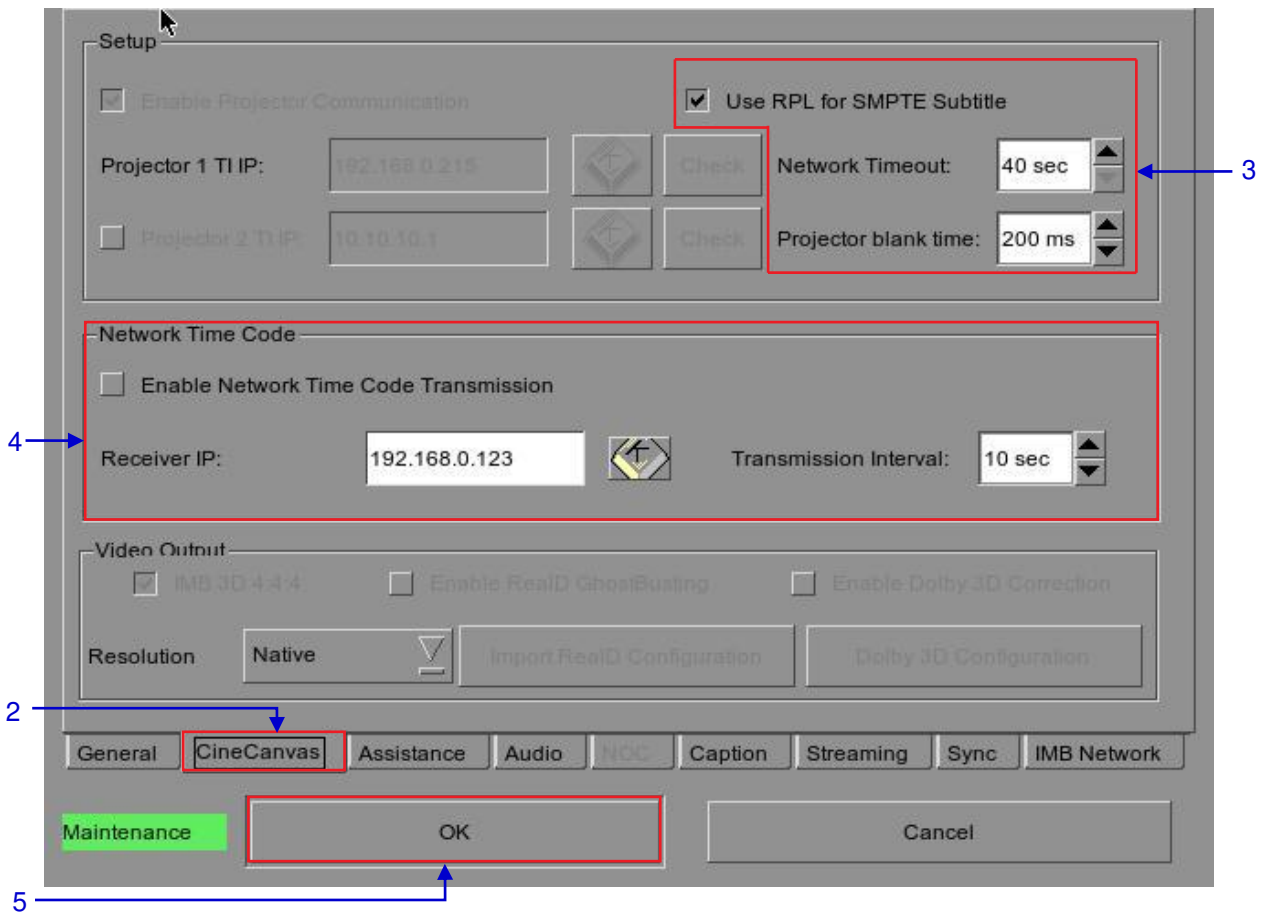 Setup
Enable Projector Communication
Use RPL for SMPTE Subtitle
Projector 1 TI IP:
192.168.0.215
Check
Network Timeout:
40 sec
3
Projector 2 TI IP:
10.10.10.1
Check
Projector blank time:
200 ms
Network Time Code
Enable Network Time Code Transmission
4
Receiver IP:
192.168.0.123
Transmission Interval:
10 sec
Video Output
IMB 3D 4:4:4
Enable RealD GhostBusting
Enable Dolby 3D Correction
Resolution
Native
Import RealD Configuration
Dolby 3D Configuration
2
General
CineCanvas
Assistance
Audio
NOC
Caption
Streaming
Sync
IMB Network
Maintenance
OK
Cancel
5